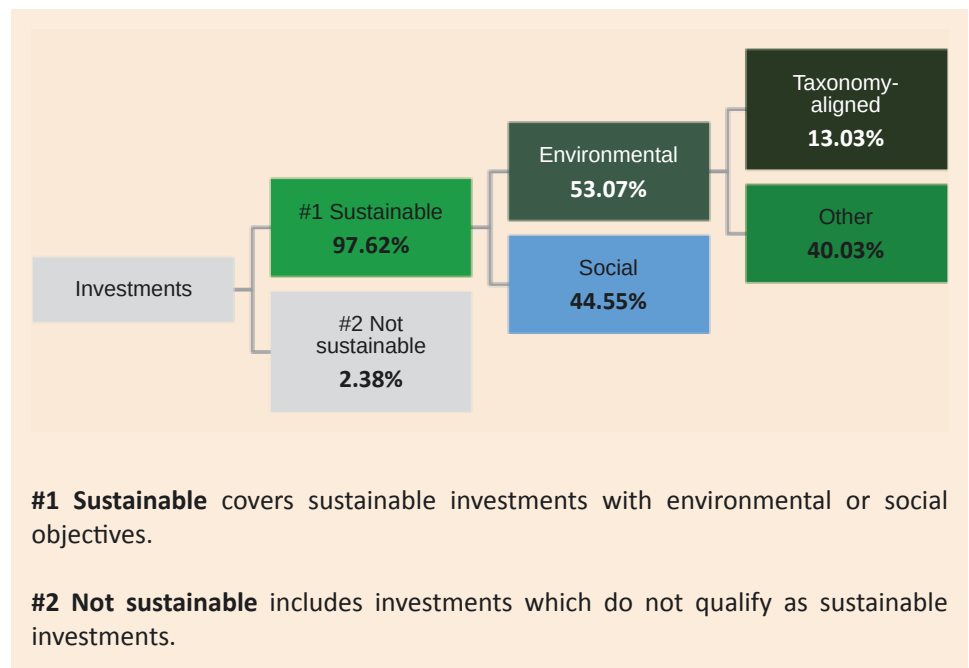 Investments
#1 Sustainable
97.62%
#2 Not
sustainable
2.38%
Environmental
53.07%
Social
44.55%
Taxonomy-
aligned
13.03%
Other
40.03%
#1 Sustainable covers sustainable investments with environmental or social
objectives.
#2 Not sustainable includes investments which do not qualify as sustainable
investments.